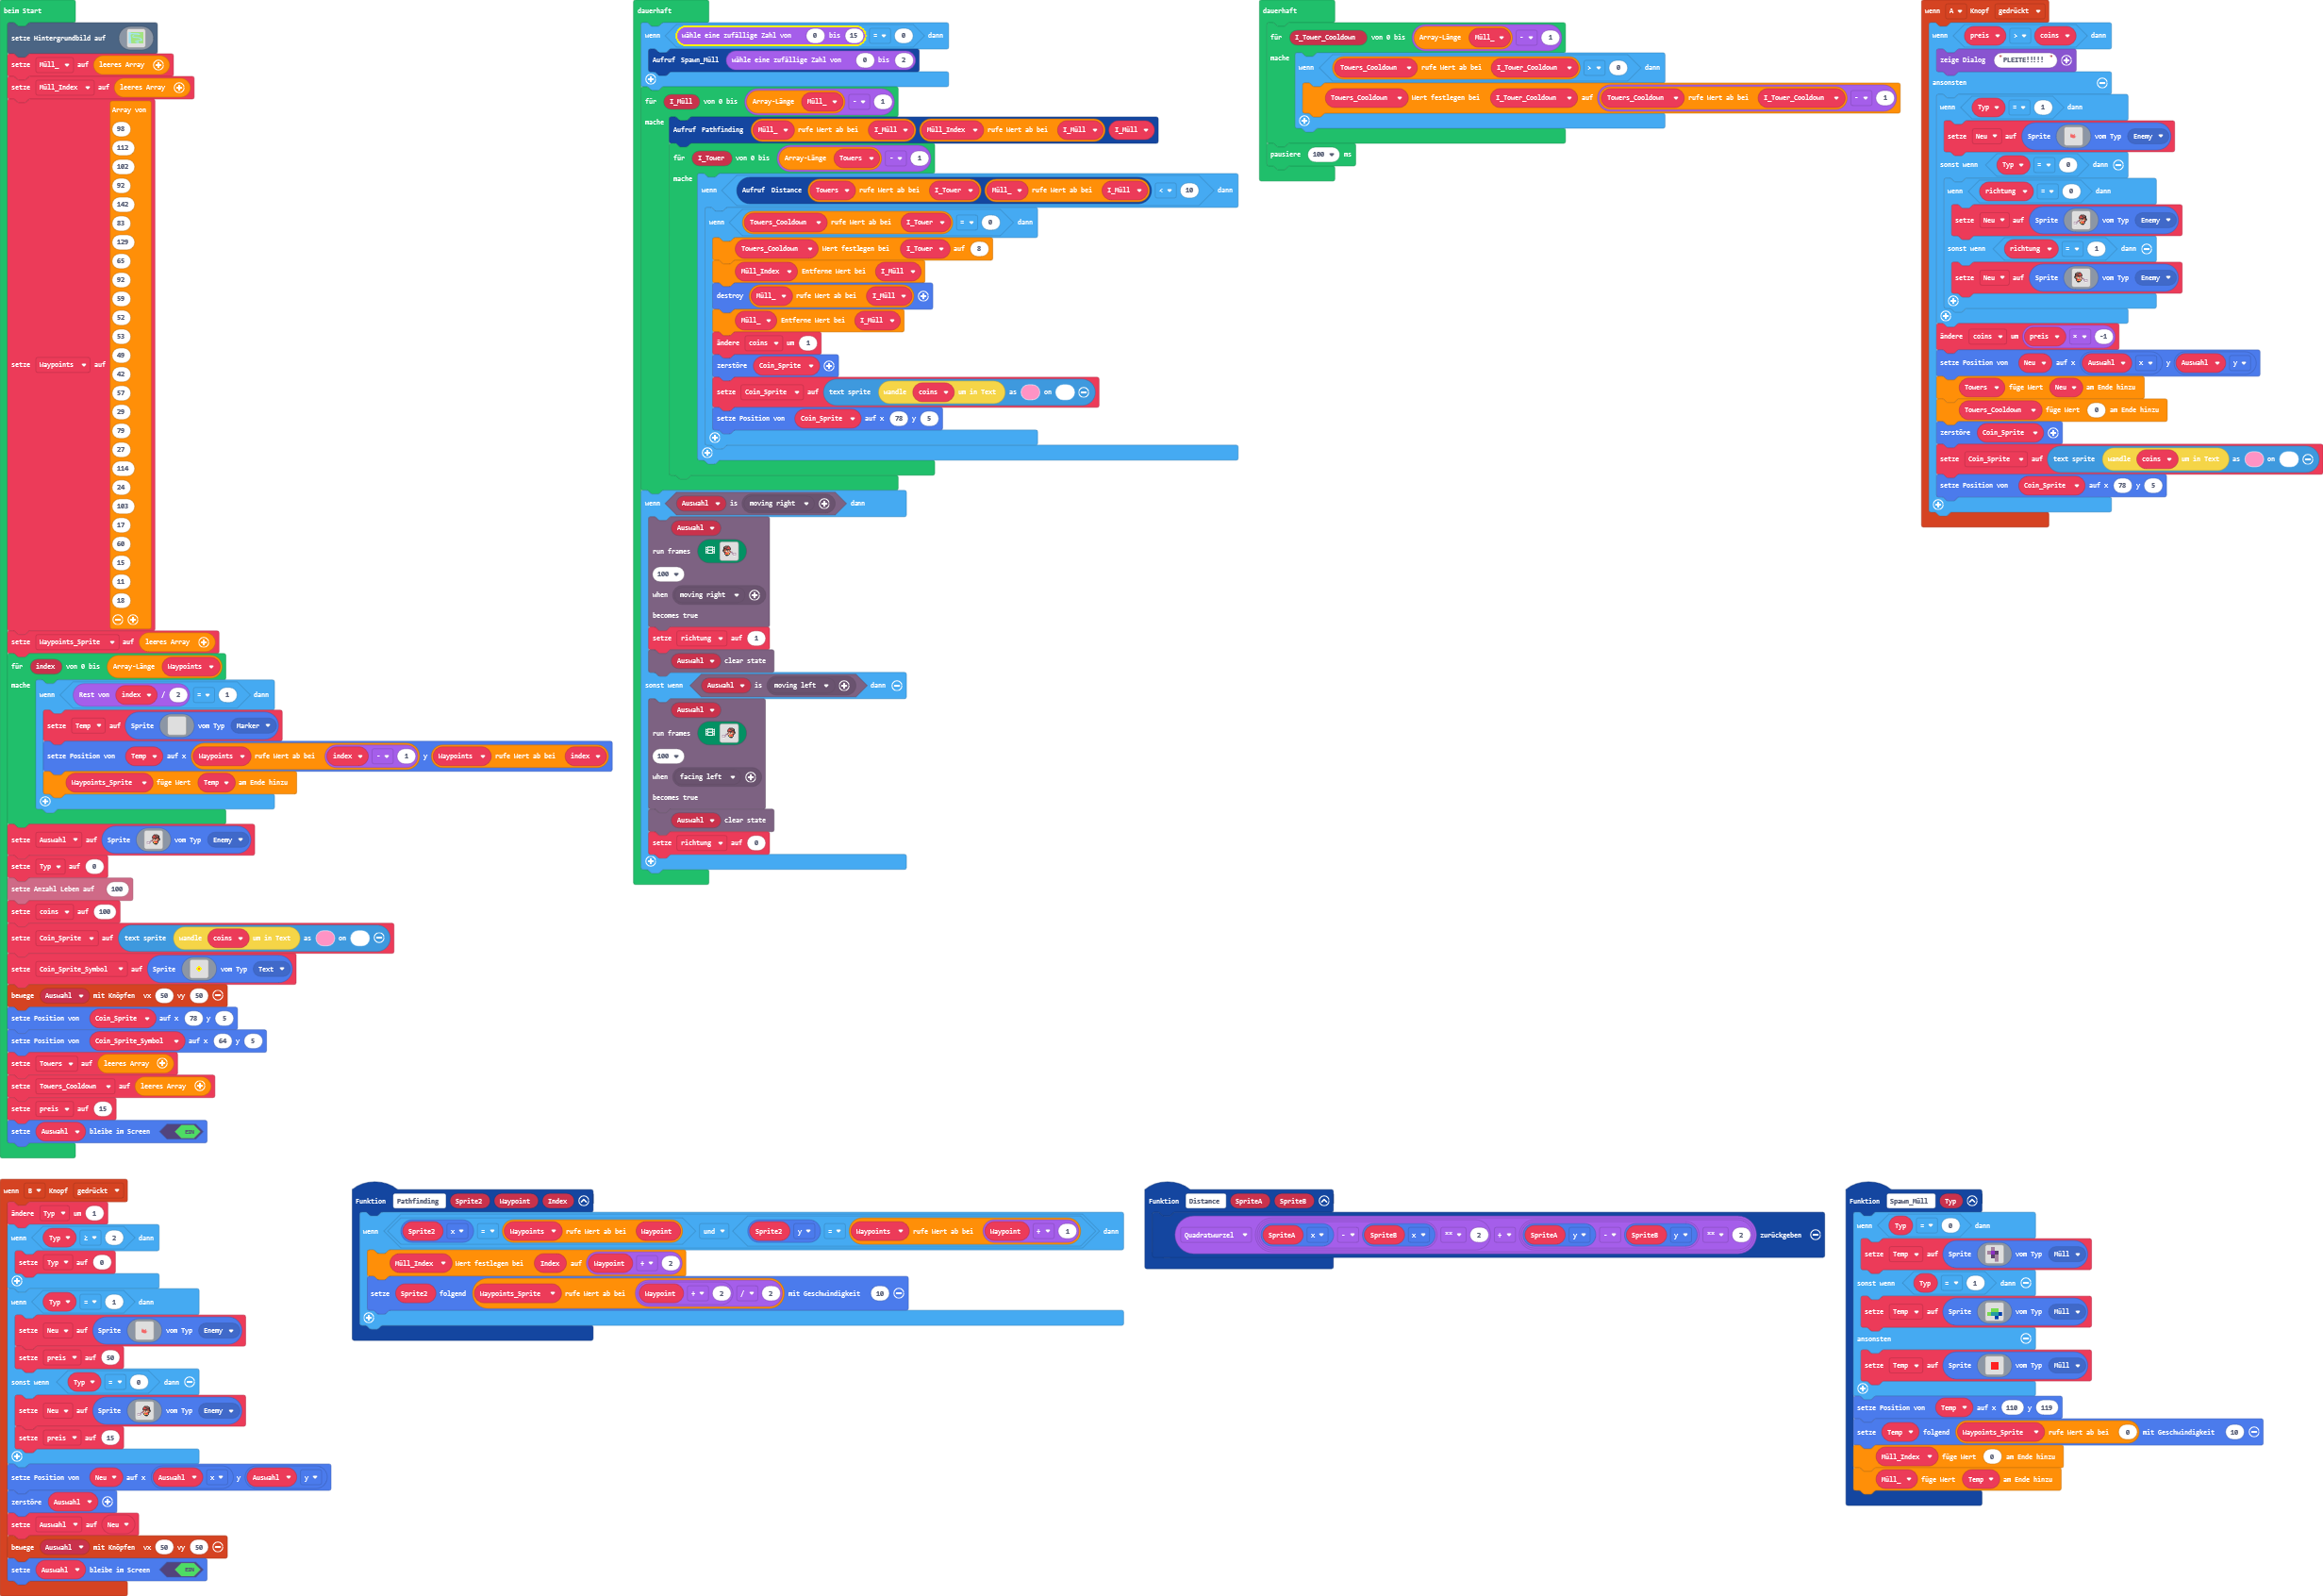 beim Start
setze Hintergrundbild auf
setze Müll_ auf leeres Array
setze Müll_Index auf leeres Array
setze Waypoints auf Array von
98
112
102
92
142
83
129
65
92
59
52
53
49
42
57
29
79
27
114
24
103
17
60
15
11
18
setze Waypoints_Sprite auf leeres Array
für index von 0 bis Array-Länge Waypoints
mache
wenn Rest von index / 2 = 1 dann
setze Temp auf Sprite vom Typ Marker
setze Position von Temp auf x Waypoints rufe Wert ab bei index - 1 y Waypoints rufe Wert ab bei index
Waypoints_Sprite füge Wert Temp am Ende hinzu
setze Auswahl auf Sprite vom Typ Enemy
setze Typ auf 0
setze Anzahl Leben auf 100
setze coins auf 100
setze Coin_Sprite auf text sprite wandle coins um in Text as on
setze Coin_Sprite_Symbol auf Sprite vom Typ Text
bewege Auswahl mit Knöpfen vx 50 vy 50
setze Position von Coin_Sprite auf x 78 y 5
setze Position von Coin_Sprite_Symbol auf x 64 y 5
setze Towers auf leeres Array
setze Towers_Cooldown auf leeres Array
setze preis auf 15
setze Auswahl bleibe im Screen
dauerhaft
wenn wähle eine zufällige Zahl von 0 bis 15 = 0 dann
Aufruf Spawn_Müll wähle eine zufällige Zahl von 0 bis 2
für I_Müll von 0 bis Array-Länge Müll_ - 1
mache
Aufruf Pathfinding Müll_ rufe Wert ab bei I_Müll Müll_Index rufe Wert ab bei I_Müll I_Müll
für I_Tower von 0 bis Array-Länge Towers - 1
mache
wenn Aufruf Distance Towers rufe Wert ab bei I_Tower Müll_ rufe Wert ab bei I_Müll < 10 dann
wenn Towers_Cooldown rufe Wert ab bei I_Tower = 0 dann
Towers_Cooldown Wert festlegen bei I_Tower auf 8
Müll_Index Entferne Wert bei I_Müll
destroy Müll_ rufe Wert ab bei I_Müll
Müll_ Entferne Wert bei I_Müll
ändere coins um 1
zerstöre Coin_Sprite
setze Coin_Sprite auf text sprite wandle coins um in Text as on
setze Position von Coin_Sprite auf x 78 y 5
wenn Auswahl is moving right dann
Auswahl
run frames
100
when moving right
becomes true
setze richtung auf 1
Auswahl clear state
sonst wenn Auswahl is moving left dann
Auswahl
run frames
100
when facing left
becomes true
Auswahl clear state
setze richtung auf 0
dauerhaft
für I_Tower_Cooldown von 0 bis Array-Länge Müll_ - 1
mache
wenn Towers_Cooldown rufe Wert ab bei I_Tower_Cooldown > 0 dann
Towers_Cooldown Wert festlegen bei I_Tower_Cooldown auf Towers_Cooldown rufe Wert ab bei I_Tower_Cooldown - 1
pausiere 100 ms
wenn A Knopf gedrückt
wenn preis > coins dann
zeige Dialog "PLEITE!!!!! "
ansonsten
wenn Typ = 1 dann
setze Neu auf Sprite vom Typ Enemy
sonst wenn Typ = 0 dann
wenn richtung = 0 dann
setze Neu auf Sprite vom Typ Enemy
sonst wenn richtung = 1 dann
setze Neu auf Sprite vom Typ Enemy
ändere coins um preis × -1
setze Position von Neu auf x Auswahl x y Auswahl y
Towers füge Wert Neu am Ende hinzu
Towers_Cooldown füge Wert 0 am Ende hinzu
zerstöre Coin_Sprite
setze Coin_Sprite auf text sprite wandle coins um in Text as on
setze Position von Coin_Sprite auf x 78 y 5
wenn B Knopf gedrückt
ändere Typ um 1
wenn Typ ≥ 2 dann
setze Typ auf 0
wenn Typ = 1 dann
setze Neu auf Sprite vom Typ Enemy
setze preis auf 50
sonst wenn Typ = 0 dann
setze Neu auf Sprite vom Typ Enemy
setze preis auf 15
setze Position von Neu auf x Auswahl x y Auswahl y
zerstöre Auswahl
setze Auswahl auf Neu
bewege Auswahl mit Knöpfen vx 50 vy 50
setze Auswahl bleibe im Screen
Funktion Pathfinding Sprite2 Waypoint Index
wenn Sprite2 x = Waypoints rufe Wert ab bei Waypoint und Sprite2 y = Waypoints rufe Wert ab bei Waypoint + 1 dann
Müll_Index Wert festlegen bei Index auf Waypoint + 2
setze Sprite2 folgend Waypoints_Sprite rufe Wert ab bei Waypoint + 2 / 2 mit Geschwindigkeit 10
Funktion Distance SpriteA SpriteB
Quadratwurzel SpriteA x - SpriteB x ** 2 + SpriteA y - SpriteB y ** 2 zurückgeben
Funktion Spawn_Müll Typ
wenn Typ = 0 dann
setze Temp auf Sprite vom Typ Müll
sonst wenn Typ = 1 dann
setze Temp auf Sprite vom Typ Müll
ansonsten
setze Temp auf Sprite vom Typ Müll
setze Position von Temp auf x 110 y 119
setze Temp folgend Waypoints_Sprite rufe Wert ab bei 0 mit Geschwindigkeit 10
Müll_Index füge Wert 0 am Ende hinzu
Müll_ füge Wert Temp am Ende hinzu